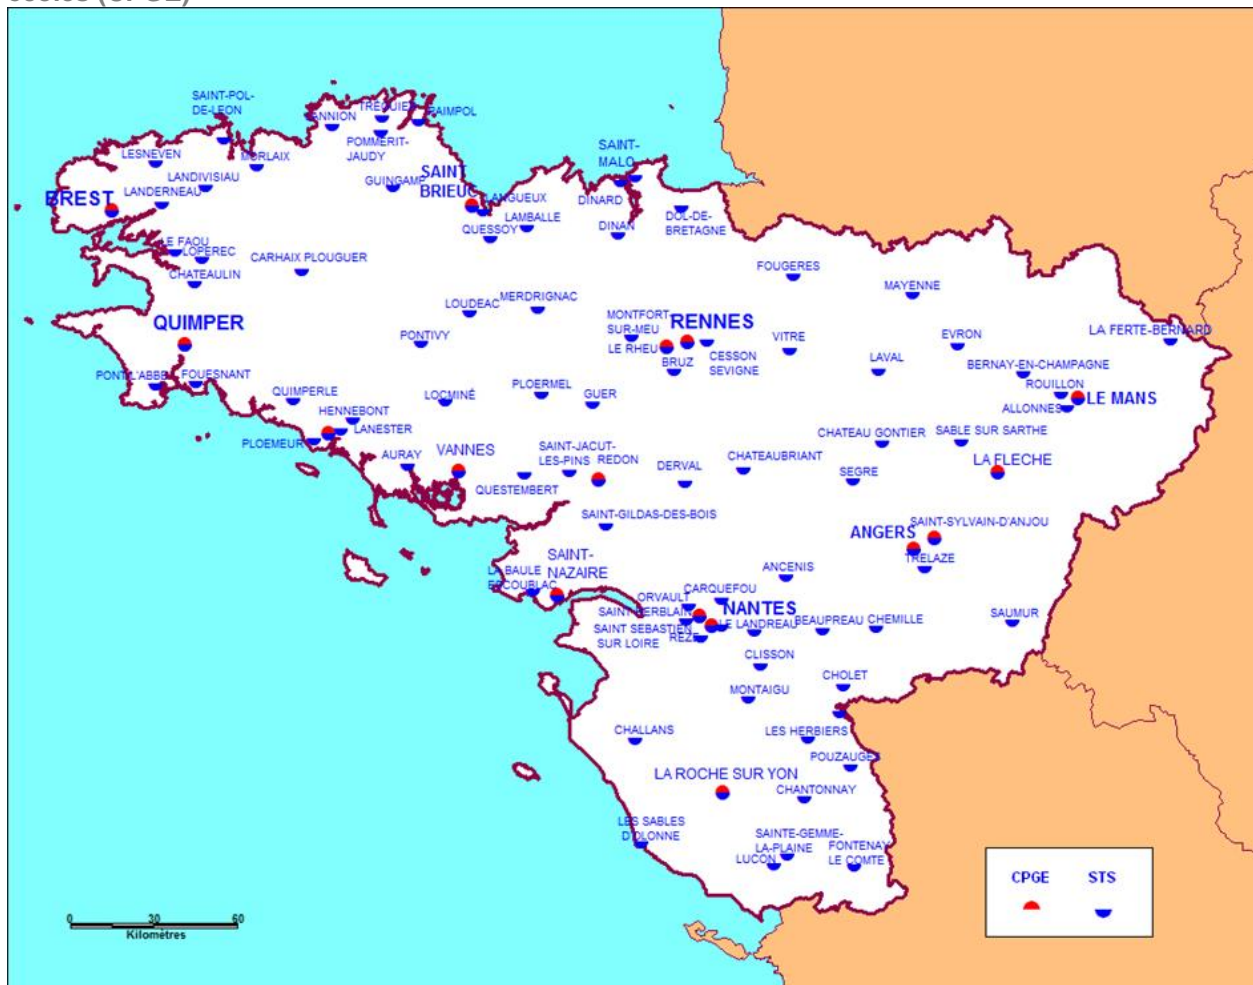 SAINT-POL-
DE-LEON
LANNION
TREGUIER
PAIMPOL
POMMERIT-
JAUDY
LESNEVEN
MORLAIX
SAINT-
MALO
LANDIVISIAU
GUINGAMP
SAINT
BRIEUC
BREST
LANDERNEAU
LANGUEUX
LAMBALLE
DINARD
DOL-DE-
BRETAGNE
QUESSOY
DINAN
LE FAOU
LOPEREC
CARHAIX PLOUGUER
CHATEAULIN
FOUGERES
MAYENNE
LOUDEAC
MERDRIGNAC
QUIMPER
MONTFORT-
SUR-MEU
RENNES
LE RHEU
CESSON
SEVIGNE
BRUZ
VITRE
EVRON
LA FERTE-BERNARD
PONTIVY
LAVAL
BERNAY-EN-CHAMPAGNE
PONT L'ABBE
FOUESNANT
QUIMPERLE
LOCMINÉ
PLOERMEL
GUER
ROUILLON
ALLONNES
LE MANS
HENNEBONT
LANESTER
PLOEMEUR
AURAY
VANNES
SAINT-JACUT-
LES-PINS
REDON
DERVAL
CHATEAUBRIANT
CHATEAU GONTIER
SABLE SUR SARTHE
SEGRE
LA FLECHE
QUESTEMBERT
SAINT-GILDAS-DES-BOIS
ANGERS
SAINT-SYLVAIN-D'ANJOU
TRELAZE
SAINT-
NAZAIRE
LA BAULE
ESCOUBLAC
ANCENIS
ORVAULT
CARQUEFOU
SAINT HERBLAIN
NANTES
SAINT SEBASTIEN
SUR LOIRE
REZE
LE LANDREAU
BEAUPREAU
CHEMILLE
SAUMUR
CLISSON
MONTAIGU
CHOLET
CHALLANS
LES HERBIERS
POUZAUGES
LA ROCHE SUR YON
CHANTONNAY
LES SABLES
D'OLONNE
SAINTE-GEMME-
LA-PLAINE
LUCON
FONTENAY
LE COMTE
CPGE
STS
0 30 60
Kilomètres